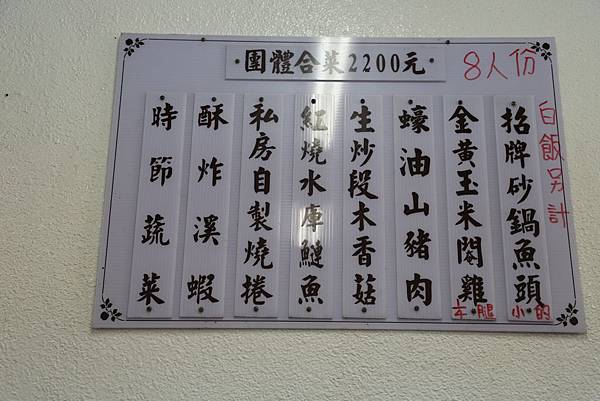 團體合菜2200元
8人份
白飯另計
招牌砂鍋魚頭
小的
金黃玉米閹雞
半腿
蠔油山豬肉
生炒段木香菇
紅燒水庫鰱魚
私房自製燒捲
酥炸溪蝦
時節蔬菜